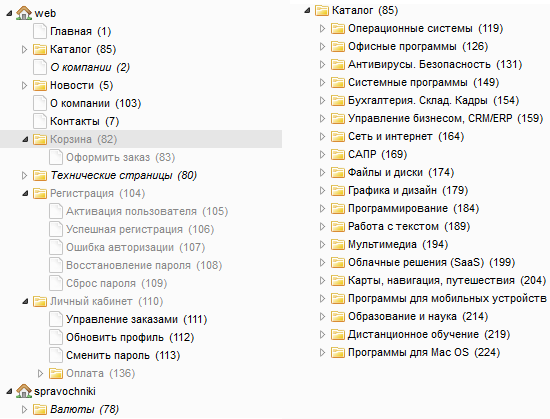 web
Главная (1)
Каталог (85)
О компании (2)
Новости (5)
О компании (103)
Контакты (7)
Корзина (82)
Оформить заказ (83)
Технические страницы (80)
Регистрация (104)
Активация пользователя (105)
Успешная регистрация (106)
Ошибка авторизации (107)
Восстановление пароля (108)
Сброс пароля (109)
Личный кабинет (110)
Управление заказами (111)
Обновить профиль (112)
Сменить пароль (113)
Оплата (136)
spravochniki
Валюты (78)
Каталог (85)
Операционные системы (119)
Офисные программы (126)
Антивирусы. Безопасность (131)
Системные программы (149)
Бухгалтерия. Склад. Кадры (154)
Управление бизнесом, CRM/ERP (159)
Сеть и интернет (164)
САПР (169)
Файлы и диски (174)
Графика и дизайн (179)
Программирование (184)
Работа с текстом (189)
Мультимедиа (194)
Облачные решения (SaaS) (199)
Карты, навигация, путешествия (204)
Программы для мобильных устройств
Образование и наука (214)
Дистанционное обучение (219)
Программы для Mac OS (224)